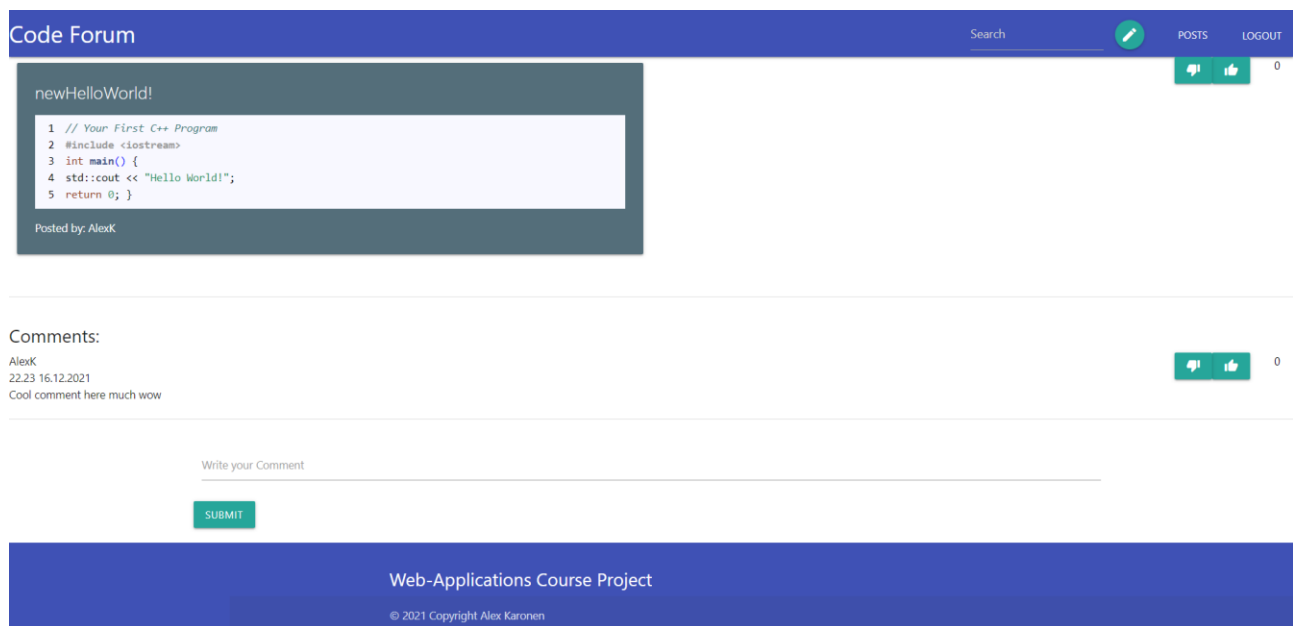 Code Forum
Search
POSTS
LOGOUT
0
newHelloWorld!
1 // Your First C++ Program
2 #include <iostream>
3 int main() {
4 std::cout << "Hello World!";
5 return 0; }
Posted by: AlexK
Comments:
AlexK
0
22.23 16.12.2021
Cool comment here much wow
Write your Comment
SUBMIT
Web-Applications Course Project
© 2021 Copyright Alex Karonen